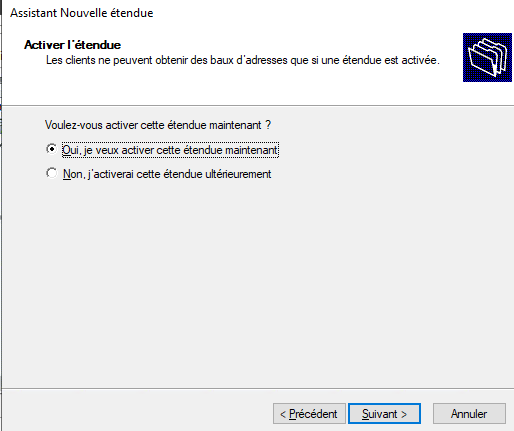 Assistant Nouvelle étendue
Activer l'étendue
Les clients ne peuvent obtenir des baux d'adresses que si une étendue est activée.
Voulez-vous activer cette étendue maintenant ?
Oui, je veux activer cette étendue maintenant
Non, j'activerai cette étendue ultérieurement
< Précédent Suivant > Annuler